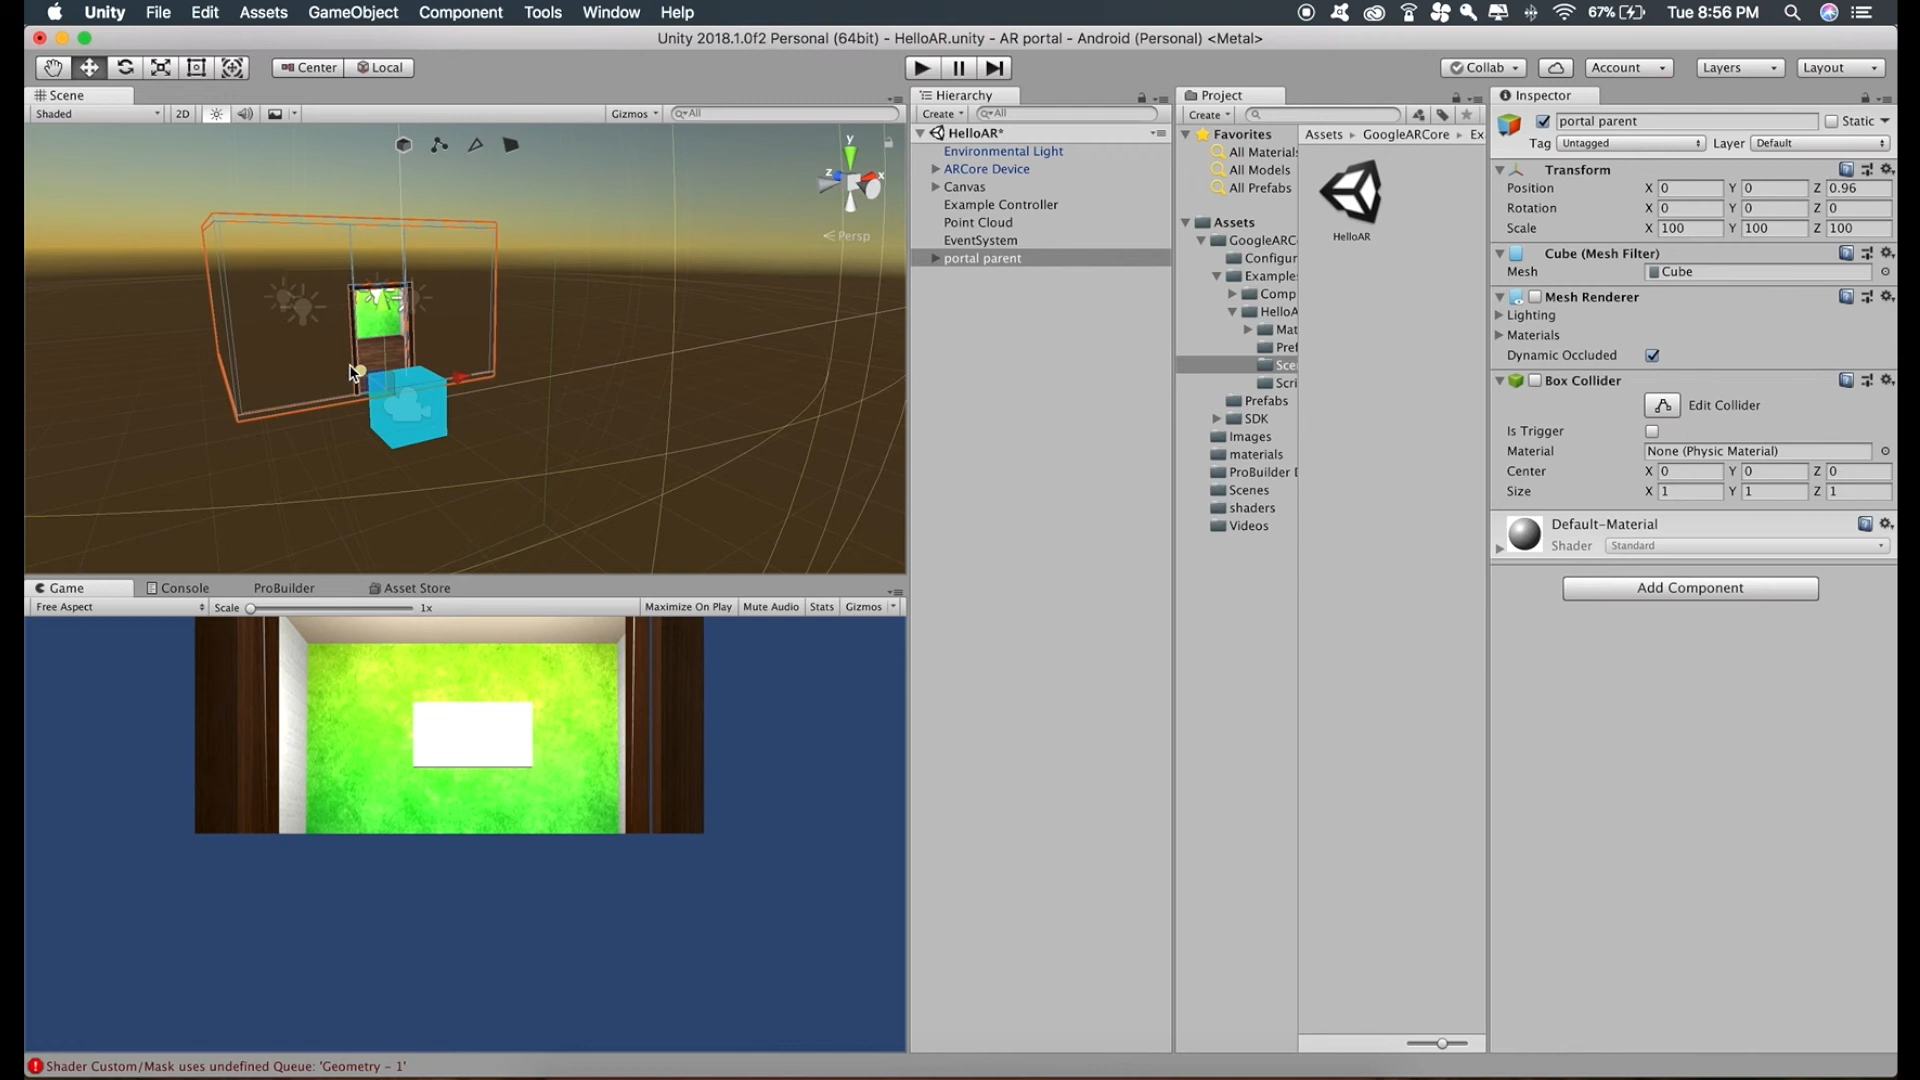 Unity File Edit Assets GameObject Component Tools Window Help 67% Tue 8:56 PM
Unity 2018.1.0f2 Personal (64bit) - HelloAR.unity - AR portal - Android (Personal) <Metal>
Center Local Collab Account Layers Layout
Scene
Shaded 2D Gizmos All
y
z x
Persp
Game Console ProBuilder Asset Store
Free Aspect Scale 1x Maximize On Play Mute Audio Stats Gizmos
Shader Custom/Mask uses undefined Queue: 'Geometry - 1'
Hierarchy
Create All
HelloAR*
Environmental Light
ARCore Device
Canvas
Example Controller
Point Cloud
EventSystem
portal parent
Project
Create
Favorites
All Materials
All Models
All Prefabs
Assets
GoogleARC
Configur
Examples
Comp
HelloA
Mat
Pref
Sce
Scri
Prefabs
SDK
Images
materials
ProBuilder D
Scenes
shaders
Videos
Assets GoogleARCore Ex
HelloAR
Inspector
portal parent Static
Tag Untagged Layer Default
Transform
Position X 0 Y 0 Z 0.96
Rotation X 0 Y 0 Z 0
Scale X 100 Y 100 Z 100
Cube (Mesh Filter)
Mesh Cube
Mesh Renderer
Lighting
Materials
Dynamic Occluded
Box Collider
Edit Collider
Is Trigger
Material None (Physic Material)
Center X 0 Y 0 Z 0
Size X 1 Y 1 Z 1
Default-Material
Shader Standard
Add Component